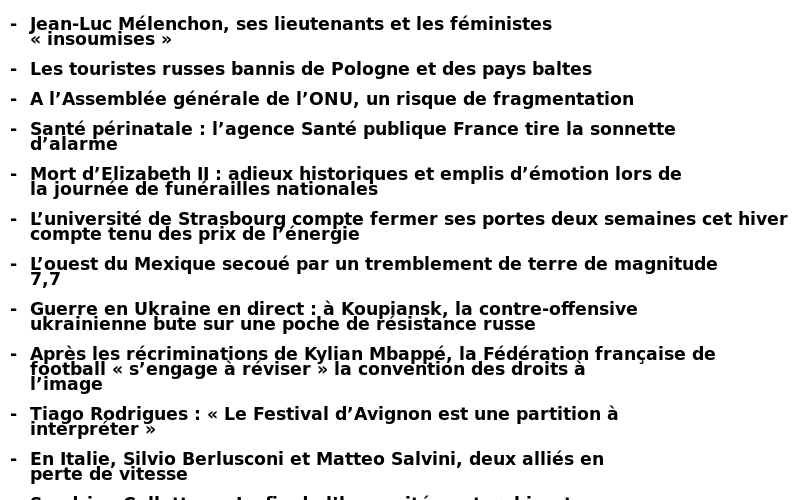 - Jean-Luc Mélenchon, ses lieutenants et les féministes
« insoumises »
- Les touristes russes bannis de Pologne et des pays baltes
- A l’Assemblée générale de l’ONU, un risque de fragmentation
- Santé périnatale : l’agence Santé publique France tire la sonnette
d’alarme
- Mort d’Elizabeth II : adieux historiques et emplis d’émotion lors de
la journée de funérailles nationales
- L’université de Strasbourg compte fermer ses portes deux semaines cet hiver
compte tenu des prix de l’énergie
- L’ouest du Mexique secoué par un tremblement de terre de magnitude
7,7
- Guerre en Ukraine en direct : à Koupiansk, la contre-offensive
ukrainienne bute sur une poche de résistance russe
- Après les récriminations de Kylian Mbappé, la Fédération française de
football « s’engage à réviser » la convention des droits à
l’image
- Tiago Rodrigues : « Le Festival d’Avignon est une partition à
interpréter »
- En Italie, Silvio Berlusconi et Matteo Salvini, deux alliés en
perte de vitesse